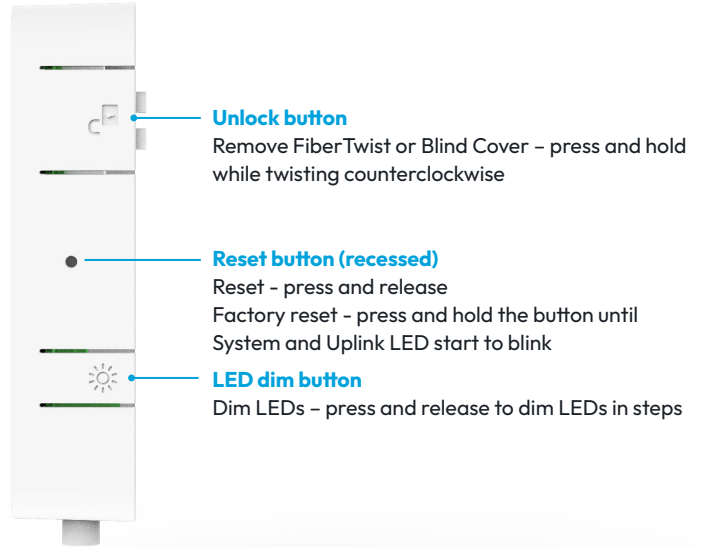 Unlock button
Remove FiberTwist or Blind Cover – press and hold
while twisting counterclockwise
Reset button (recessed)
Reset - press and release
Factory reset - press and hold the button until
System and Uplink LED start to blink
LED dim button
Dim LEDs – press and release to dim LEDs in steps